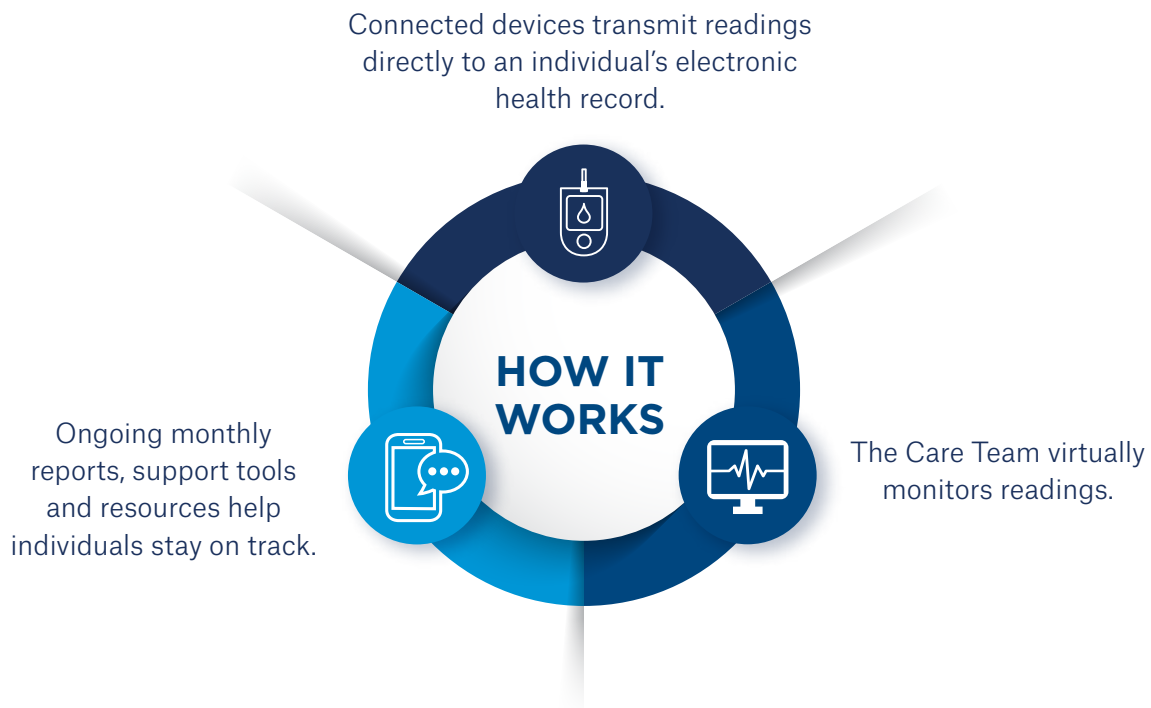 Connected devices transmit readings
directly to an individual’s electronic
health record.
HOW IT
WORKS
The Care Team virtually
monitors readings.
Ongoing monthly
reports, support tools
and resources help
individuals stay on track.